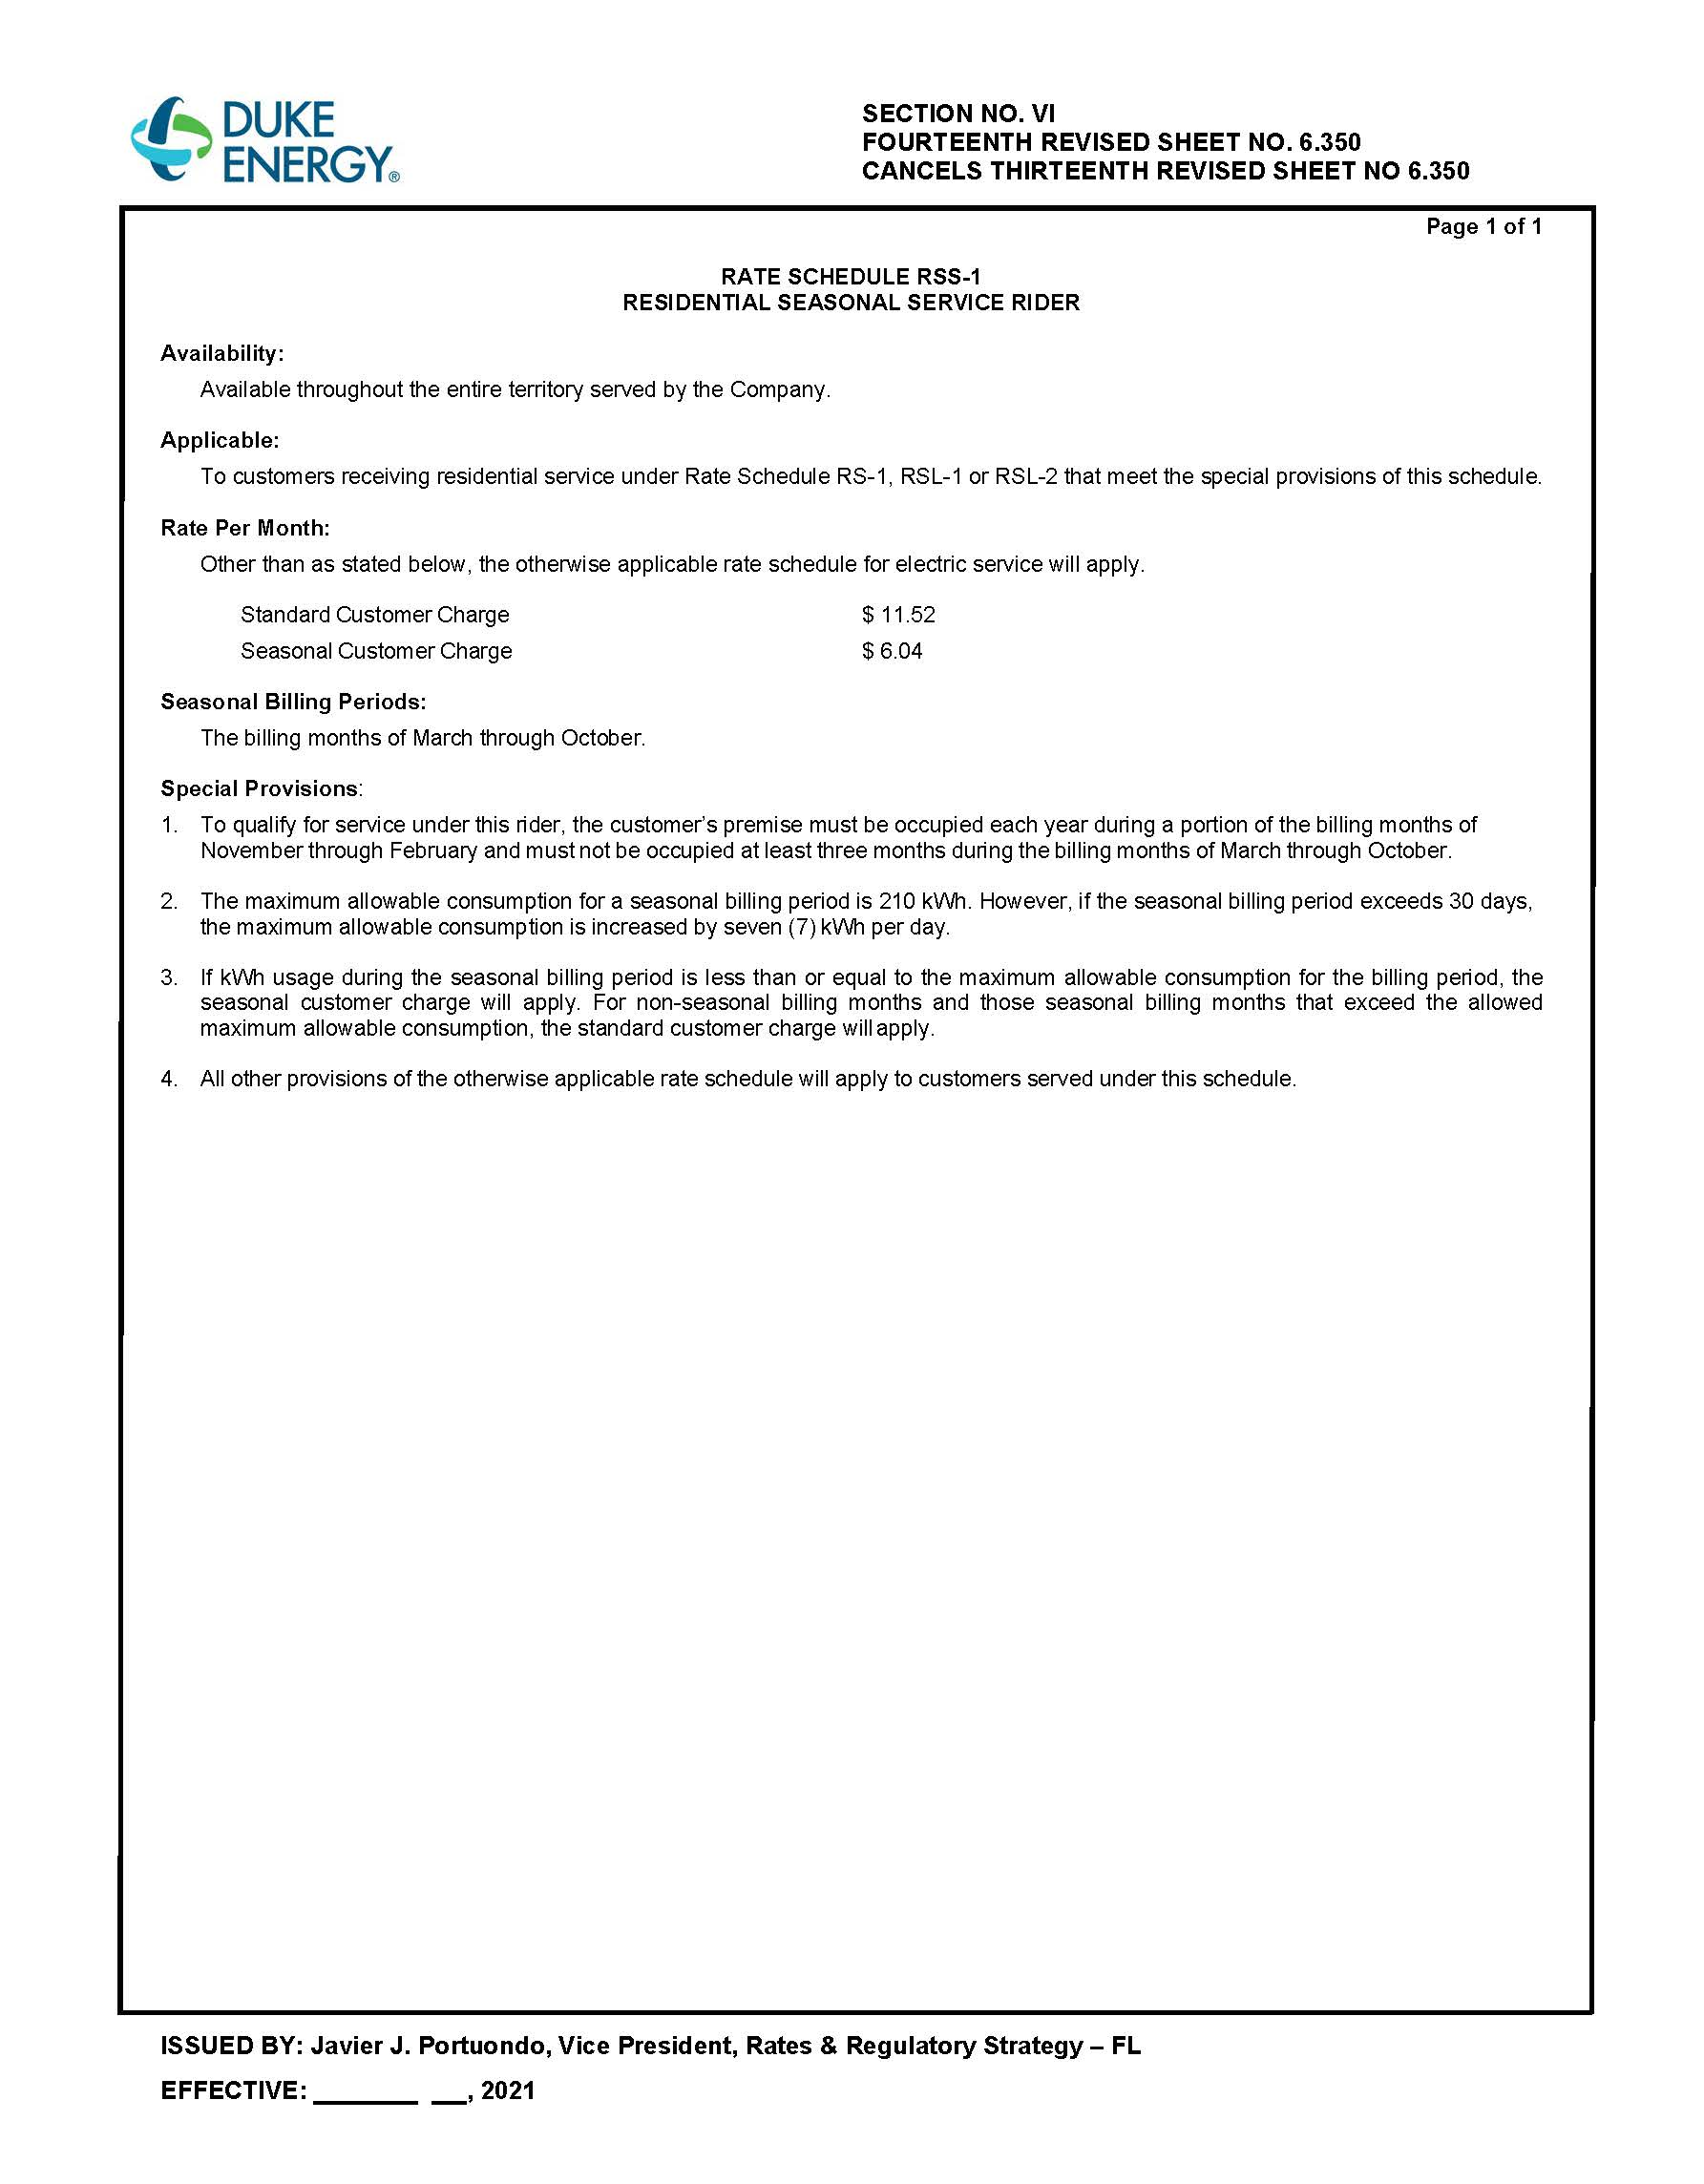 DUKE
ENERGY®
SECTION NO. VI
FOURTEENTH REVISED SHEET NO. 6.350
CANCELS THIRTEENTH REVISED SHEET NO 6.350
Page 1 of 1
RATE SCHEDULE RSS-1
RESIDENTIAL SEASONAL SERVICE RIDER
Availability:
Available throughout the entire territory served by the Company.
Applicable:
To customers receiving residential service under Rate Schedule RS-1, RSL-1 or RSL-2 that meet the special provisions of this schedule.
Rate Per Month:
Other than as stated below, the otherwise applicable rate schedule for electric service will apply.
Standard Customer Charge $ 11.52
Seasonal Customer Charge $ 6.04
Seasonal Billing Periods:
The billing months of March through October.
Special Provisions:
1. To qualify for service under this rider, the customer’s premise must be occupied each year during a portion of the billing months of
November through February and must not be occupied at least three months during the billing months of March through October.
2. The maximum allowable consumption for a seasonal billing period is 210 kWh. However, if the seasonal billing period exceeds 30 days,
the maximum allowable consumption is increased by seven (7) kWh per day.
3. If kWh usage during the seasonal billing period is less than or equal to the maximum allowable consumption for the billing period, the
seasonal customer charge will apply. For non-seasonal billing months and those seasonal billing months that exceed the allowed
maximum allowable consumption, the standard customer charge will apply.
4. All other provisions of the otherwise applicable rate schedule will apply to customers served under this schedule.
ISSUED BY: Javier J. Portuondo, Vice President, Rates & Regulatory Strategy – FL
EFFECTIVE: ________ ___, 2021